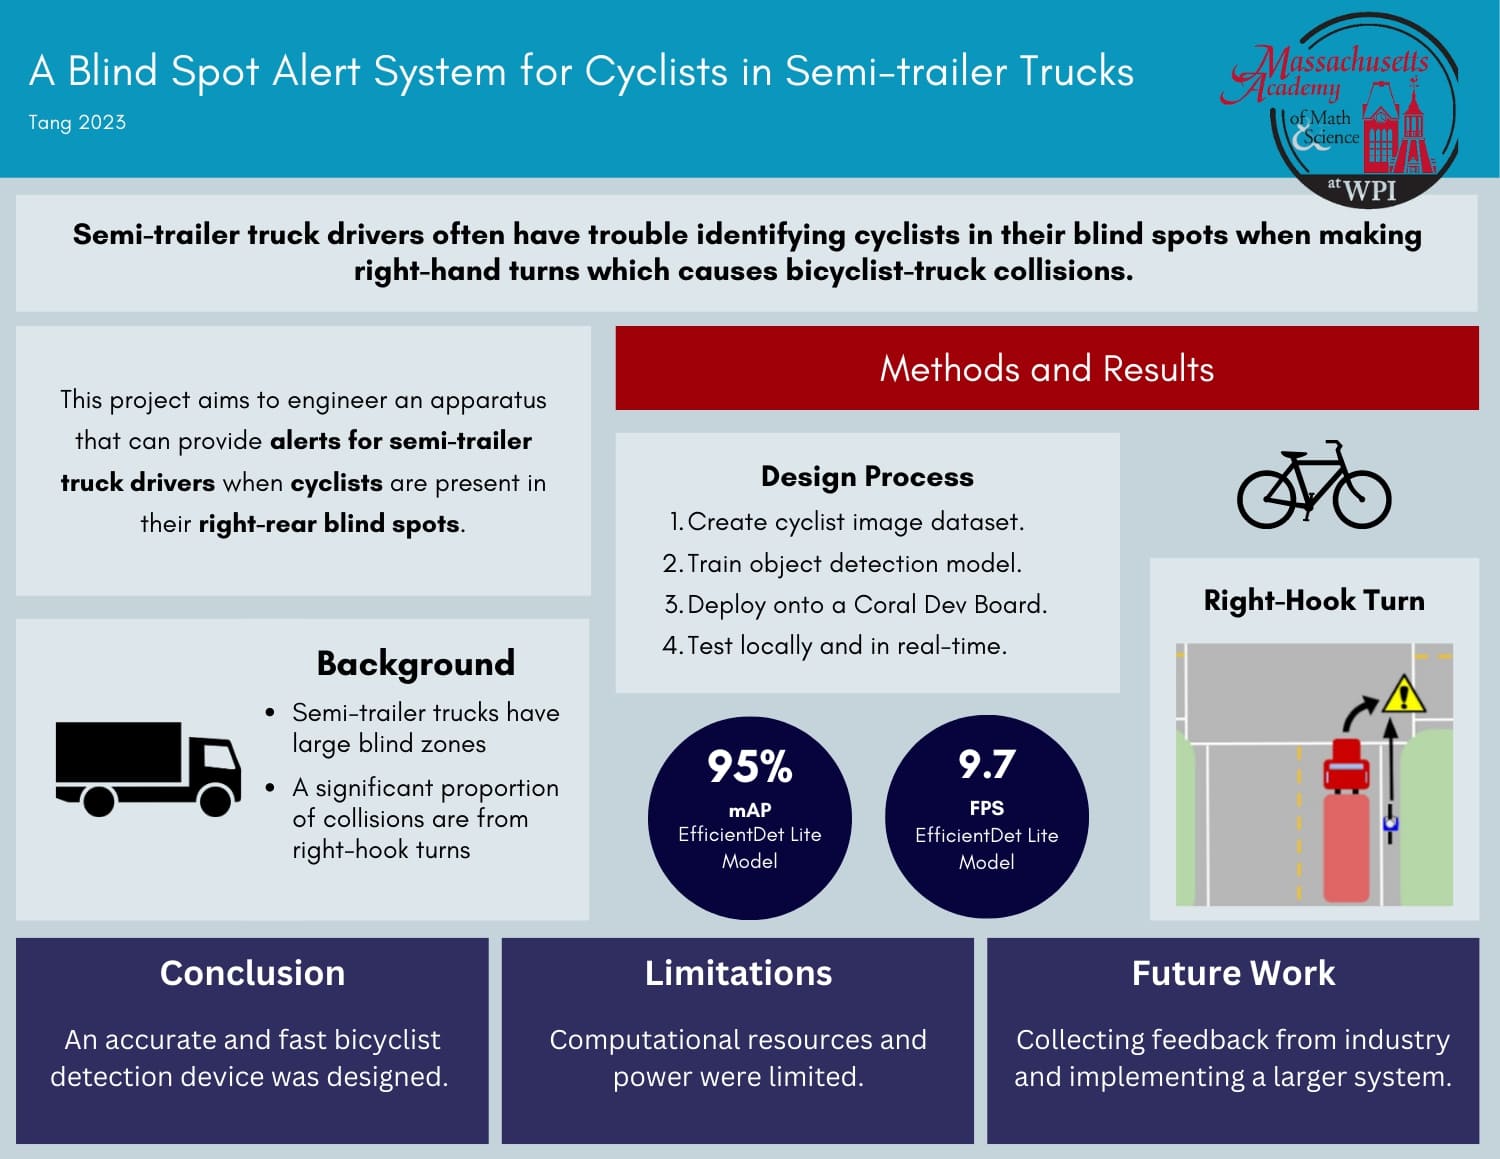 A Blind Spot Alert System for Cyclists in Semi-trailer Trucks
Tang 2023
Massachusetts
Academy
of Math
& Science
at WPI
Semi-trailer truck drivers often have trouble identifying cyclists in their blind spots when making
right-hand turns which causes bicyclist-truck collisions.
This project aims to engineer an apparatus
that can provide alerts for semi-trailer
truck drivers when cyclists are present in
their right-rear blind spots.
Background
• Semi-trailer trucks have
large blind zones
• A significant proportion
of collisions are from
right-hook turns
Methods and Results
Design Process
1. Create cyclist image dataset.
2. Train object detection model.
3. Deploy onto a Coral Dev Board.
4. Test locally and in real-time.
95%
mAP
EfficientDet Lite
Model
9.7
FPS
EfficientDet Lite
Model
Right-Hook Turn
Conclusion
An accurate and fast bicyclist
detection device was designed.
Limitations
Computational resources and
power were limited.
Future Work
Collecting feedback from industry
and implementing a larger system.